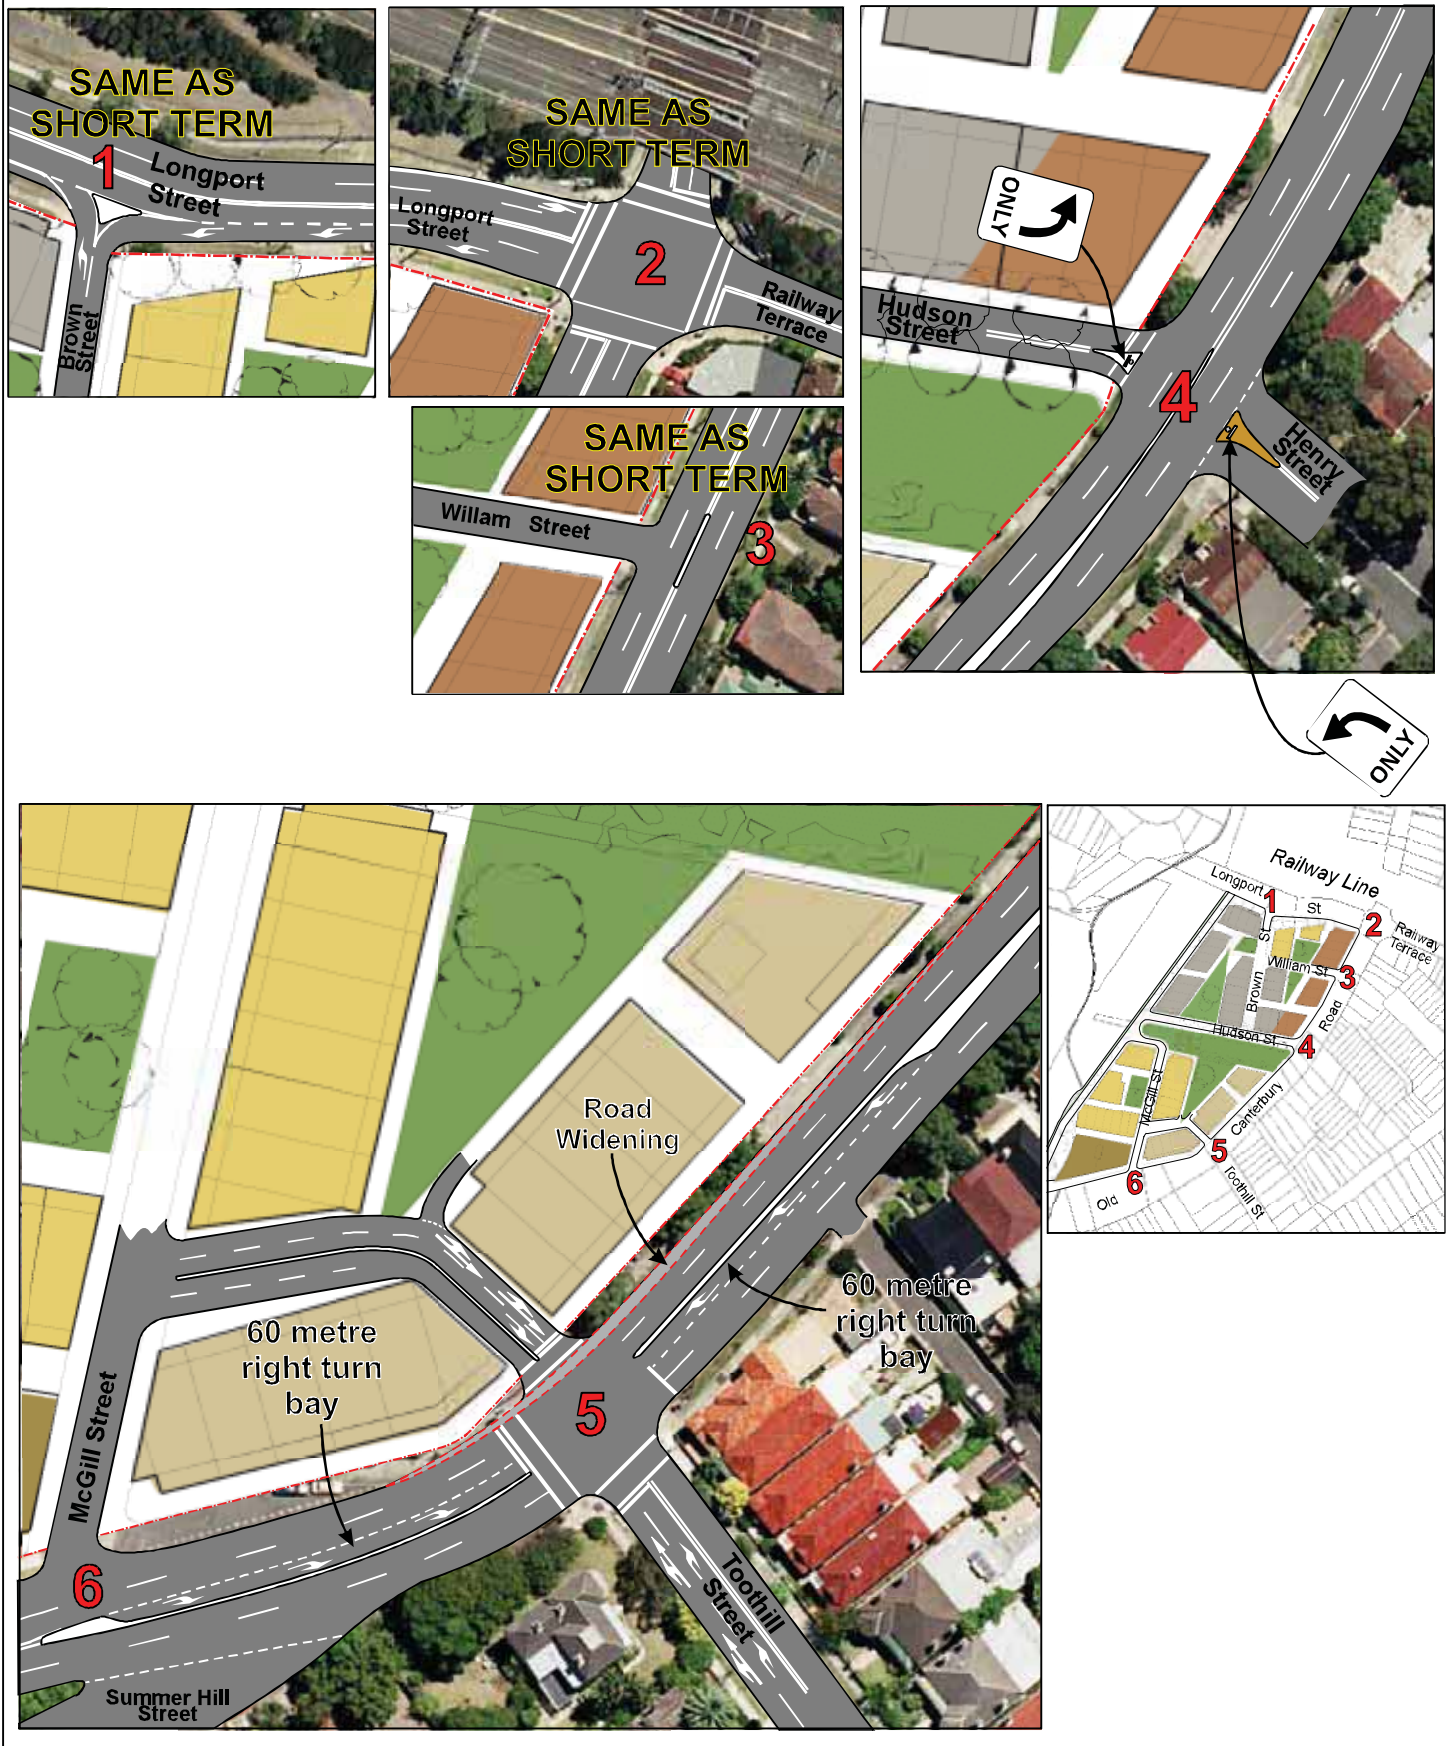 SAME AS
SHORT TERM
1
Longport
Street
Brown
Street
SAME AS
SHORT TERM
Longport
Street
2
Railway
Terrace
SAME AS
SHORT TERM
Willam Street
3
ONLY
Hudson
Street
4
Henry
Street
ONLY
Road
Widening
60 metre
right turn
bay
60 metre
right turn
bay
5
McGill Street
6
Toothill
Street
Summer Hill
Street
Railway Line
Longport
St
1
2
Railway
Terrace
St
William St
3
Brown
Road
Hudson St
4
McGill St
Canterbury
5
6
Old
Toothill St